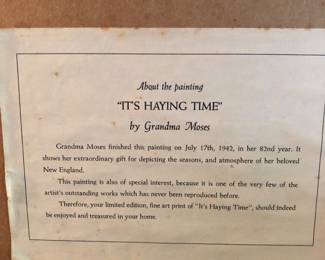 About the painting
"IT'S HAYING TIME"
by Grandma Moses
Grandma Moses finished this painting on July 17th, 1942, in her 82nd year. It
shows her extraordinary gift for depicting the seasons, and atmosphere of her beloved
New England.
This painting is also of special interest, because it is one of the very few of the
artist's outstanding works which has never been reproduced before.
Therefore, your limited edition, fine art print of "It's Haying Time", should indeed
be enjoyed and treasured in your home.